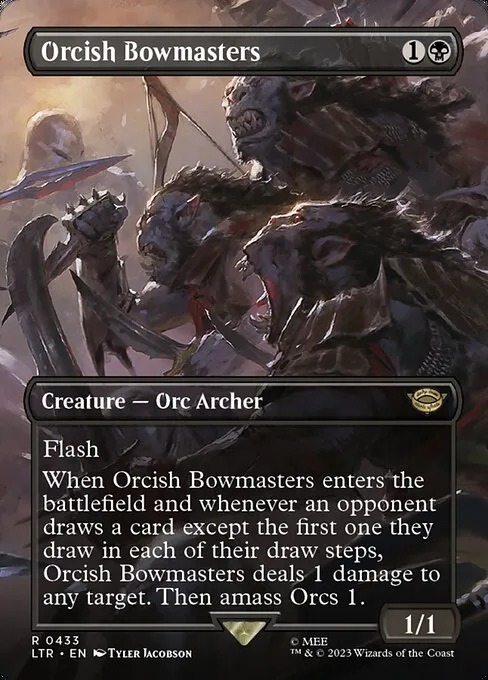 Orcish Bowmasters 1
Creature — Orc Archer
Flash
When Orcish Bowmasters enters the
battlefield and whenever an opponent
draws a card except the first one they
draw in each of their draw steps,
Orcish Bowmasters deals 1 damage to
any target. Then amass Orcs 1.
1/1
R 0433
LTR • EN Tyler Jacobson
© MEE
™ & © 2023 Wizards of the Coast